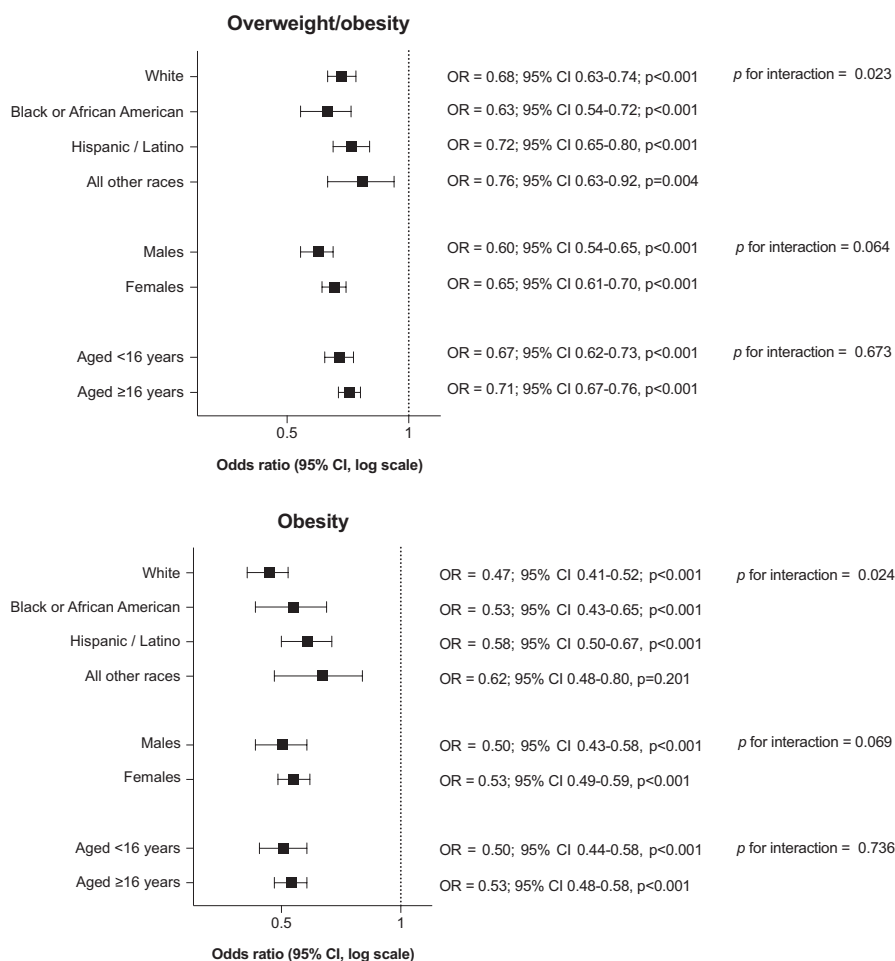 Overweight/obesity
White OR = 0.68; 95% CI 0.63-0.74; p<0.001 p for interaction = 0.023
Black or African American OR = 0.63; 95% CI 0.54-0.72; p<0.001
Hispanic / Latino OR = 0.72; 95% CI 0.65-0.80, p<0.001
All other races OR = 0.76; 95% CI 0.63-0.92, p=0.004
Males OR = 0.60; 95% CI 0.54-0.65, p<0.001 p for interaction = 0.064
Females OR = 0.65; 95% CI 0.61-0.70, p<0.001
Aged <16 years OR = 0.67; 95% CI 0.62-0.73, p<0.001 p for interaction = 0.673
Aged ≥16 years OR = 0.71; 95% CI 0.67-0.76, p<0.001
0.5 1
Odds ratio (95% CI, log scale)
Obesity
White OR = 0.47; 95% CI 0.41-0.52; p<0.001 p for interaction = 0.024
Black or African American OR = 0.53; 95% CI 0.43-0.65; p<0.001
Hispanic / Latino OR = 0.58; 95% CI 0.50-0.67, p<0.001
All other races OR = 0.62; 95% CI 0.48-0.80, p=0.201
Males OR = 0.50; 95% CI 0.43-0.58, p<0.001 p for interaction = 0.069
Females OR = 0.53; 95% CI 0.49-0.59, p<0.001
Aged <16 years OR = 0.50; 95% CI 0.44-0.58, p<0.001 p for interaction = 0.736
Aged ≥16 years OR = 0.53; 95% CI 0.48-0.58, p<0.001
0.5 1
Odds ratio (95% CI, log scale)